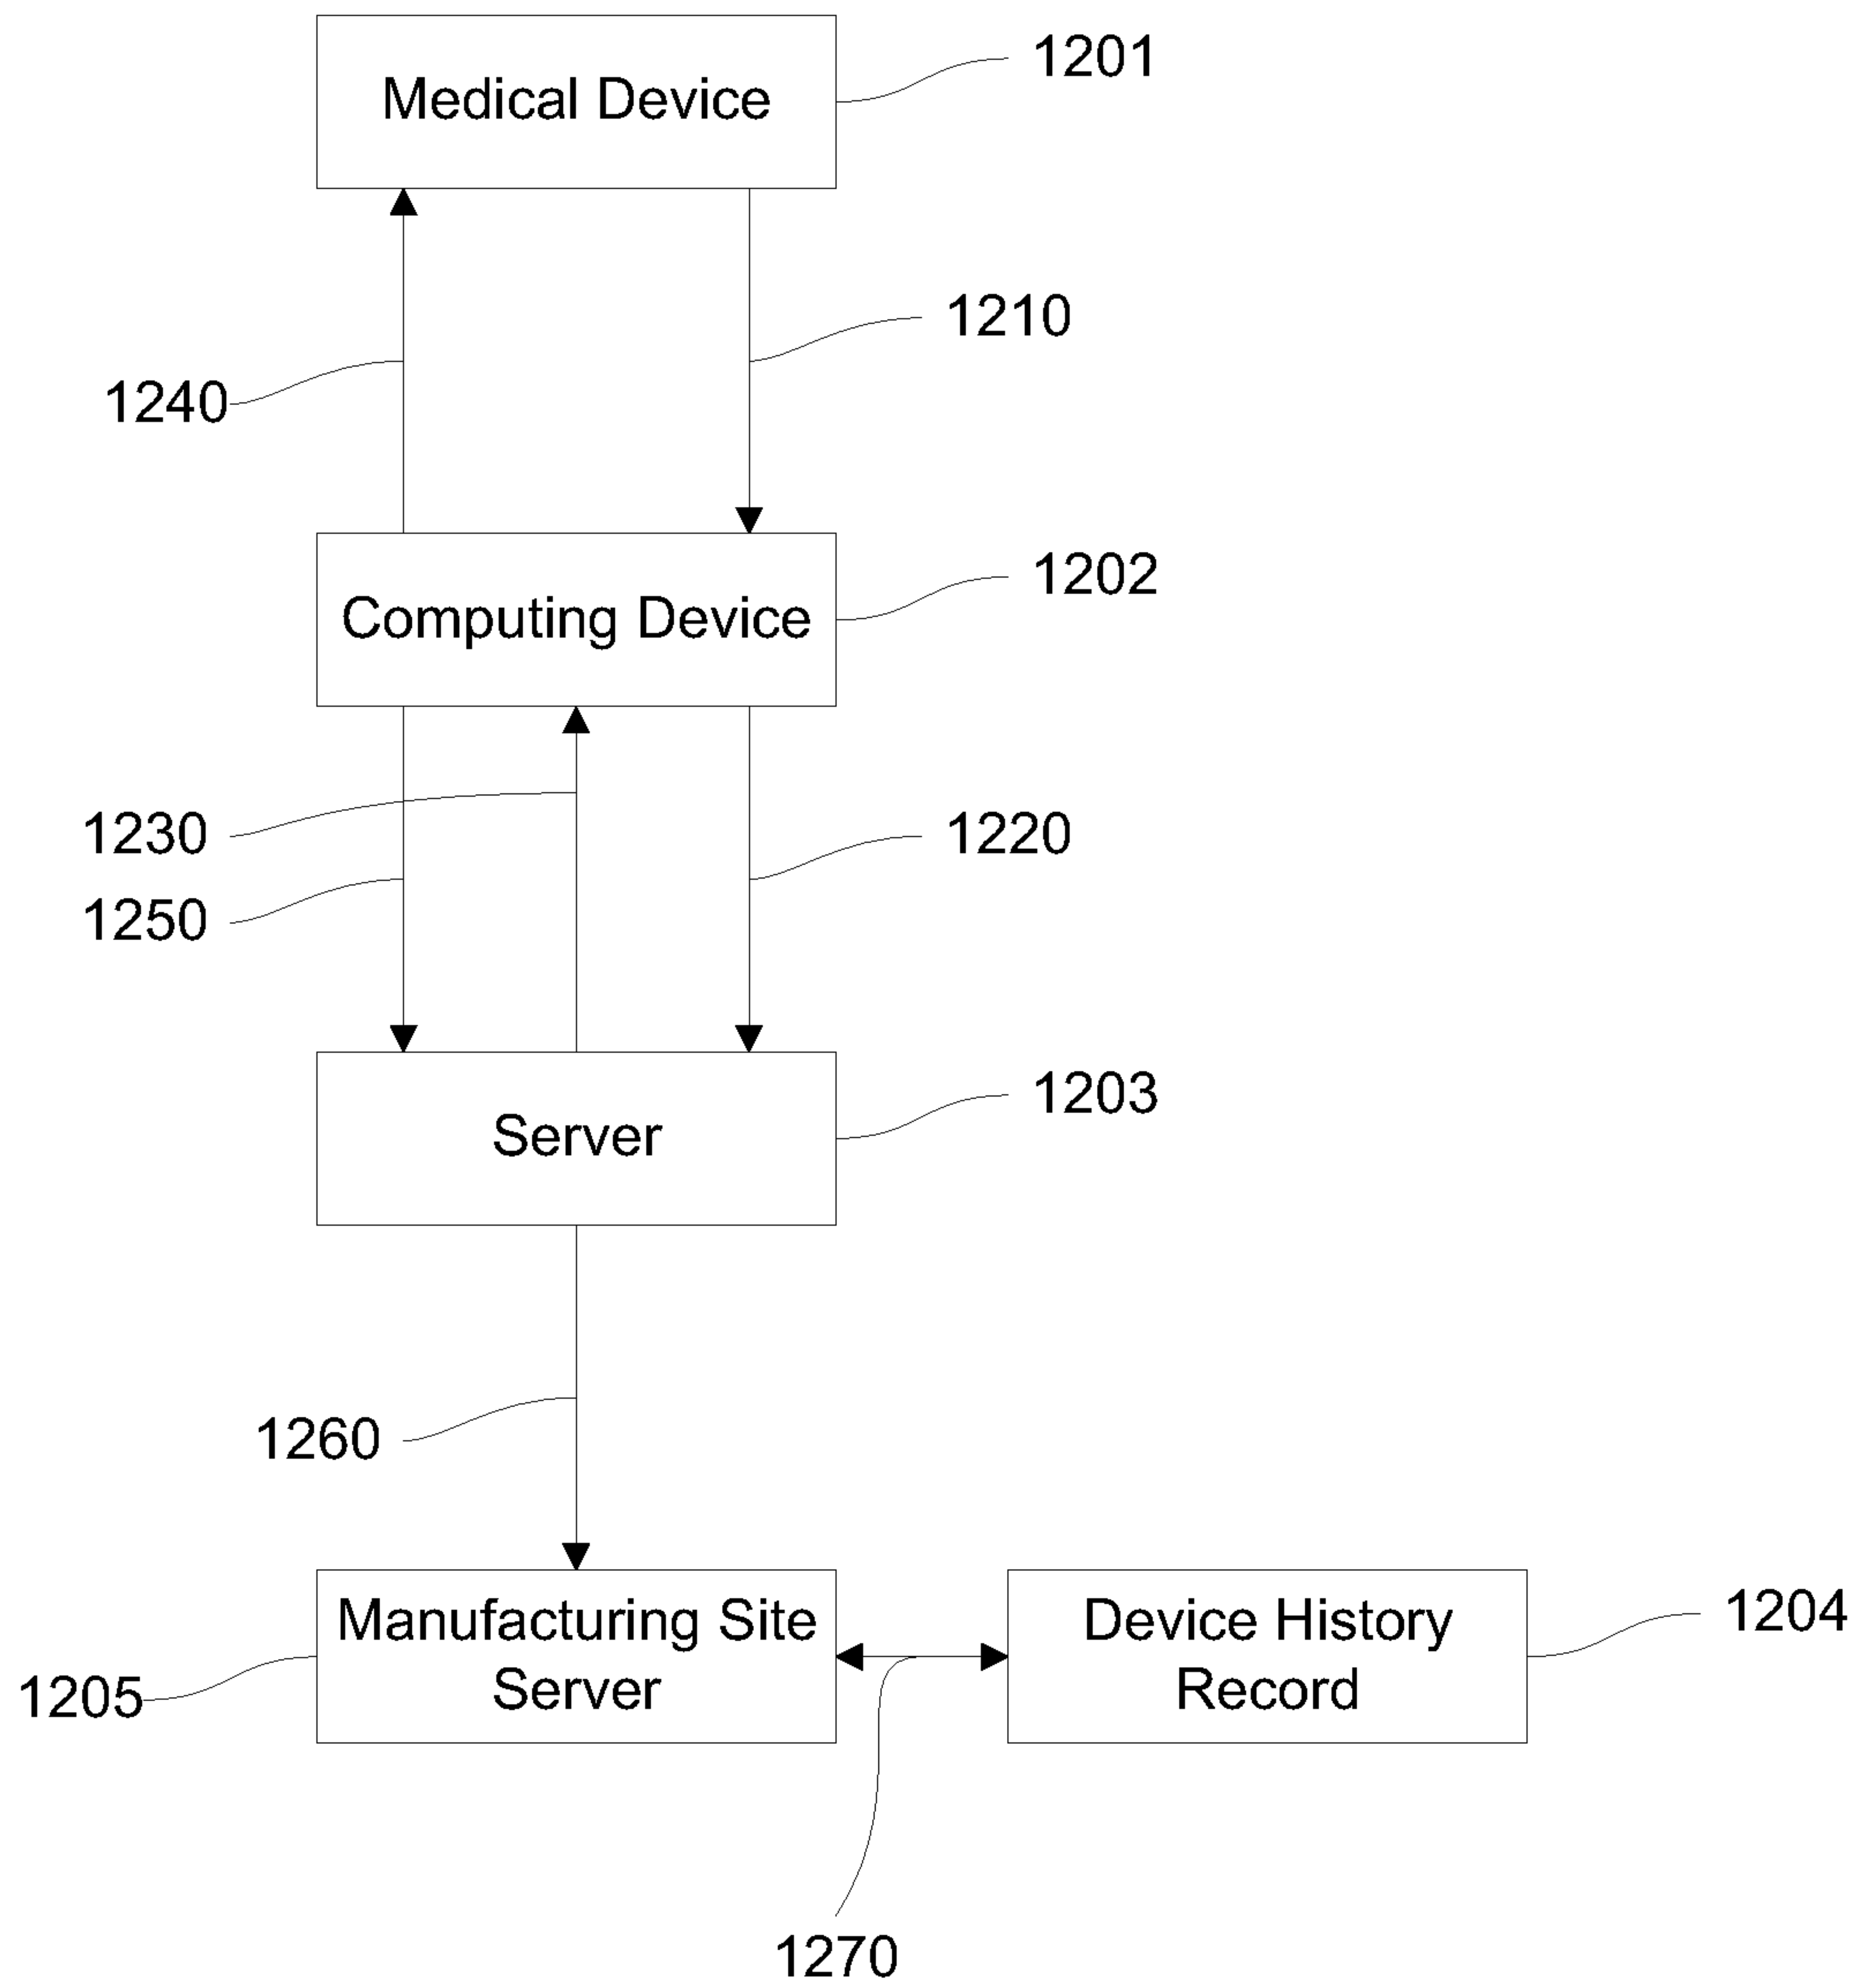 Medical Device
1201
1210
1240
Computing Device
1202
1230
1220
1250
Server
1203
1260
Manufacturing Site
Server
Device History
Record
1204
1205
1270